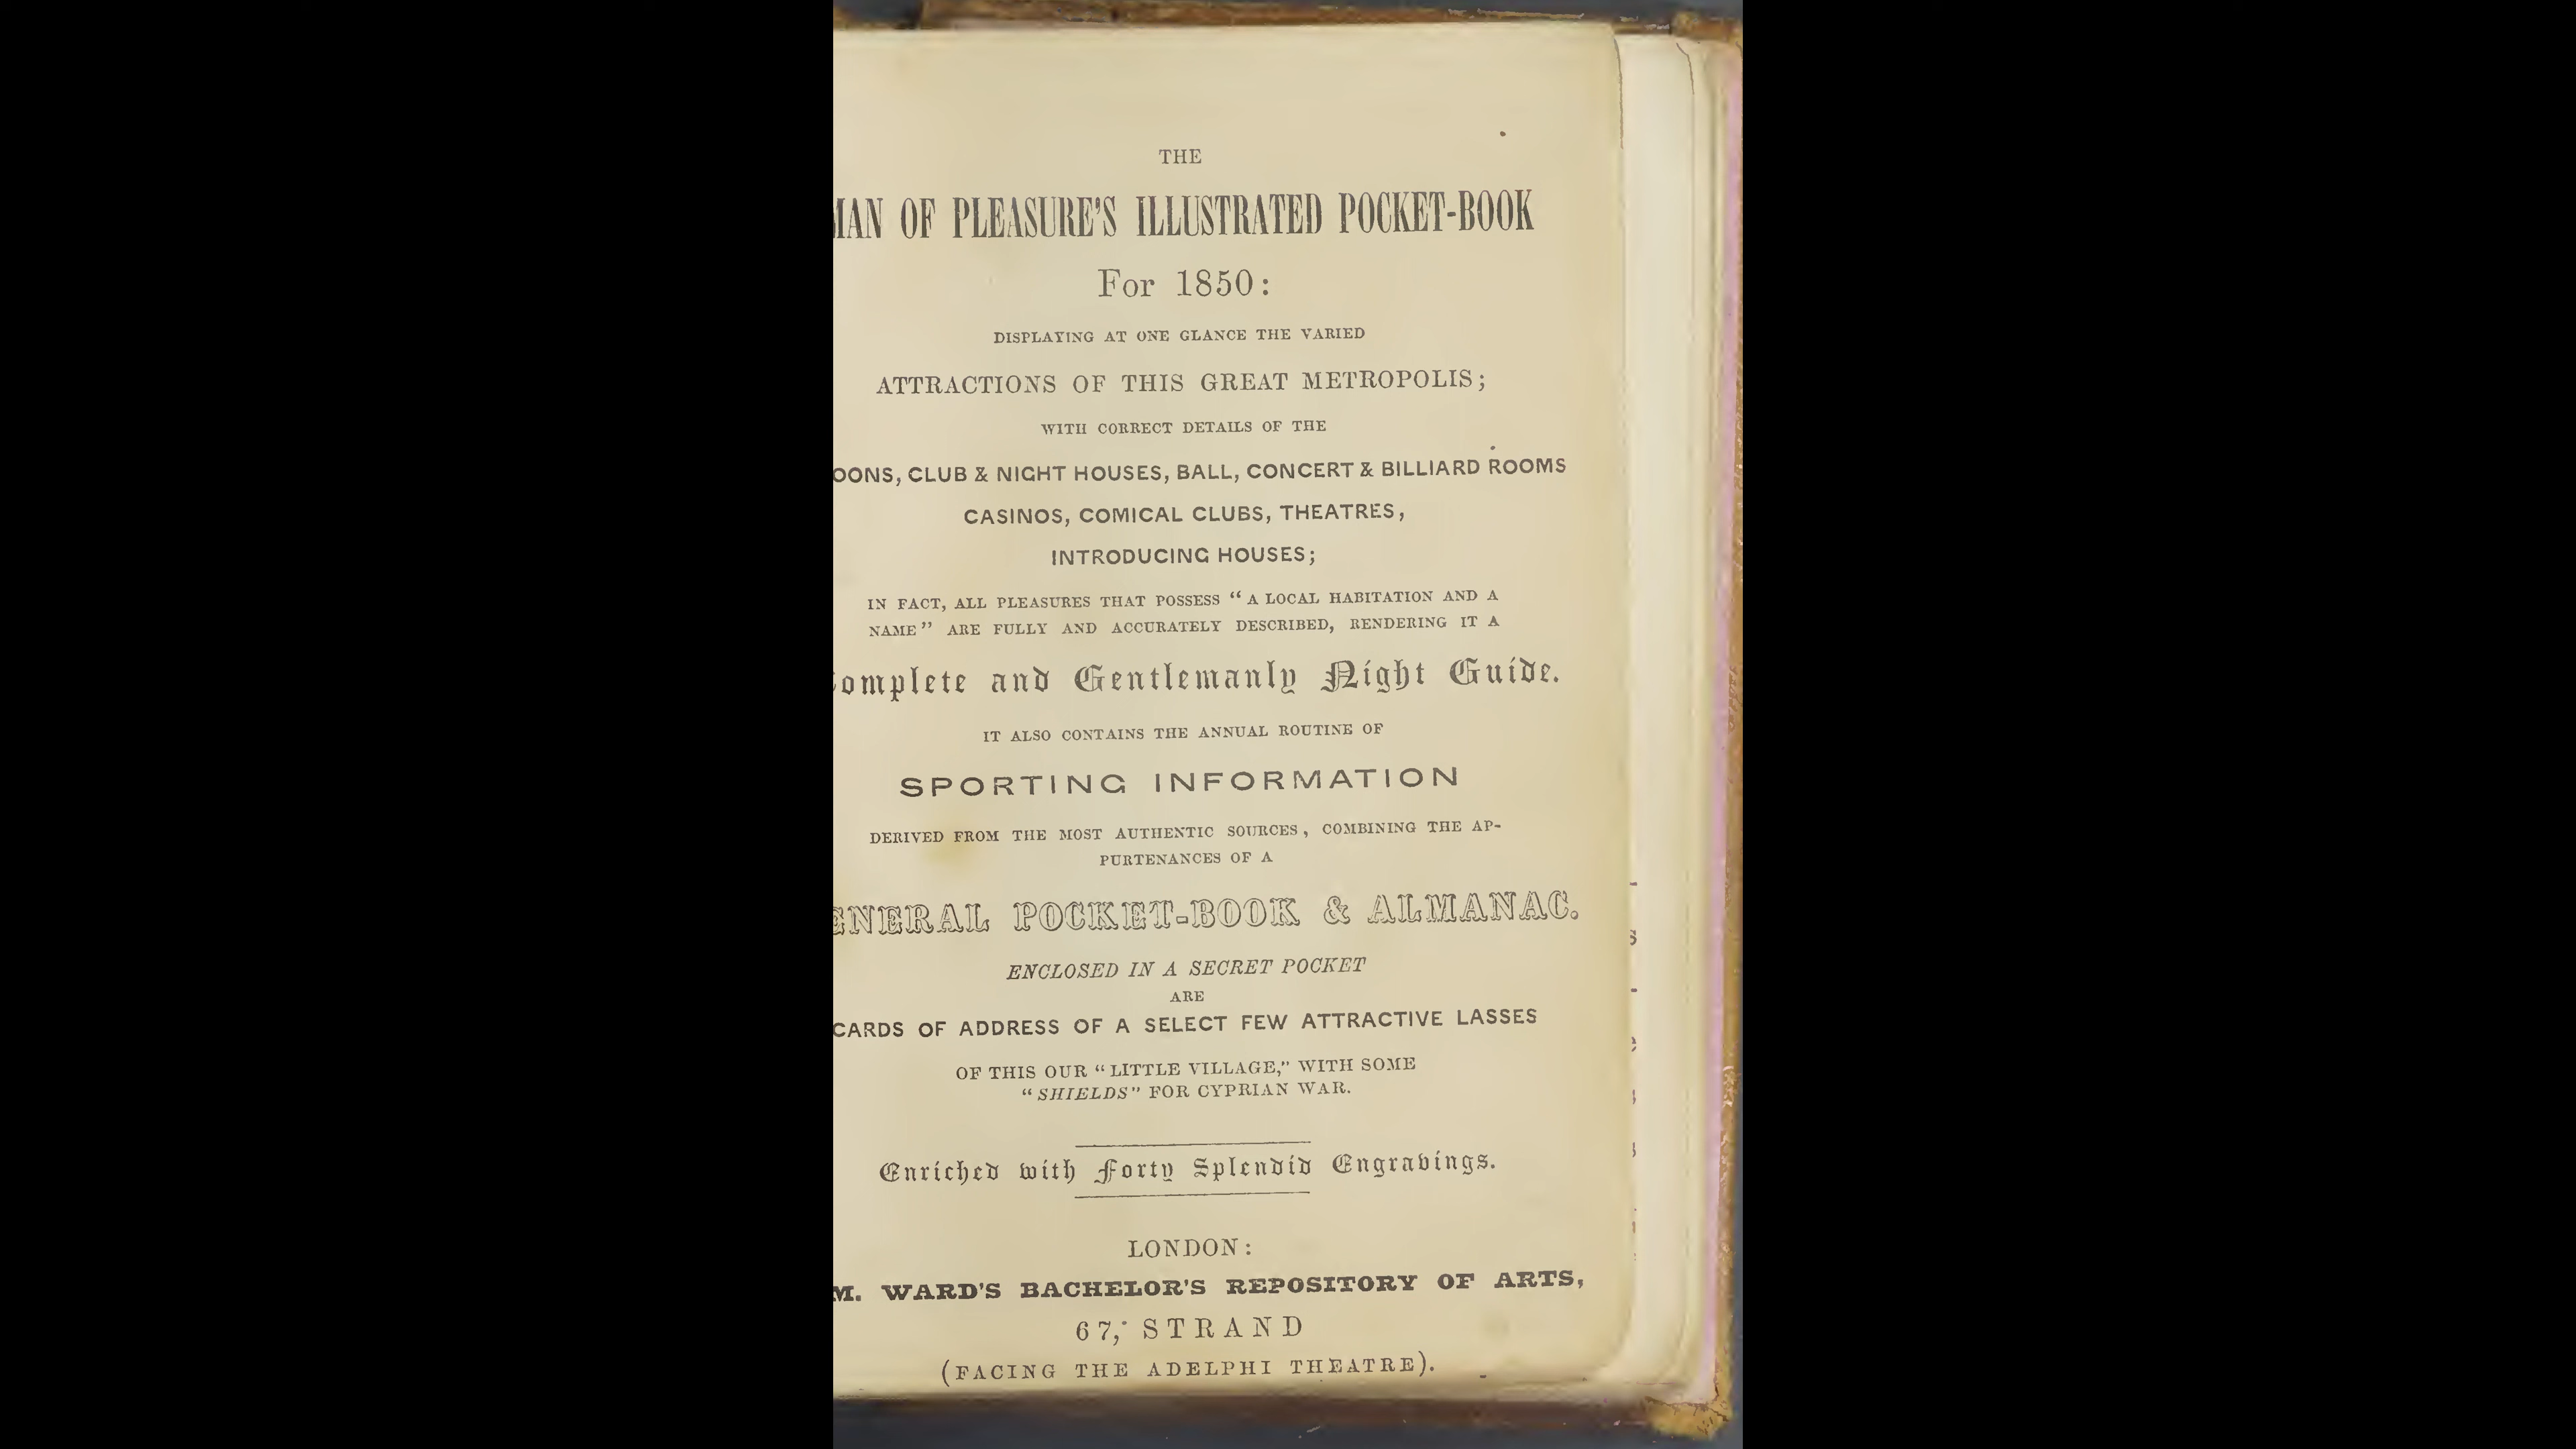 THE
MAN OF PLEASURE'S ILLUSTRATED POCKET-BOOK
For 1850:
DISPLAYING AT ONE GLANCE THE VARIED
ATTRACTIONS OF THIS GREAT METROPOLIS;
WITH CORRECT DETAILS OF THE
OONS, CLUB & NIGHT HOUSES, BALL, CONCERT & BILLIARD ROOMS
CASINOS, COMICAL CLUBS, THEATRES,
INTRODUCING HOUSES;
IN FACT, ALL PLEASURES THAT POSSESS "A LOCAL HABITATION AND A
NAME" ARE FULLY AND ACCURATELY DESCRIBED, RENDERING IT A
Complete and Gentlemanly Night Guide.
IT ALSO CONTAINS THE ANNUAL ROUTINE OF
SPORTING INFORMATION
DERIVED FROM THE MOST AUTHENTIC SOURCES, COMBINING THE AP-
PURTENANCES OF A
ENERAL POCKET-BOOK & ALMANAC.
ENCLOSED IN A SECRET POCKET
ARE
CARDS OF ADDRESS OF A SELECT FEW ATTRACTIVE LASSES
OF THIS OUR "LITTLE VILLAGE," WITH SOME
"SHIELDS" FOR CYPRIAN WAR.
Enriched with Forty Splendid Engravings.
LONDON:
M. WARD'S BACHELOR'S REPOSITORY OF ARTS,
67, STRAND
(FACING THE ADELPHI THEATRE).